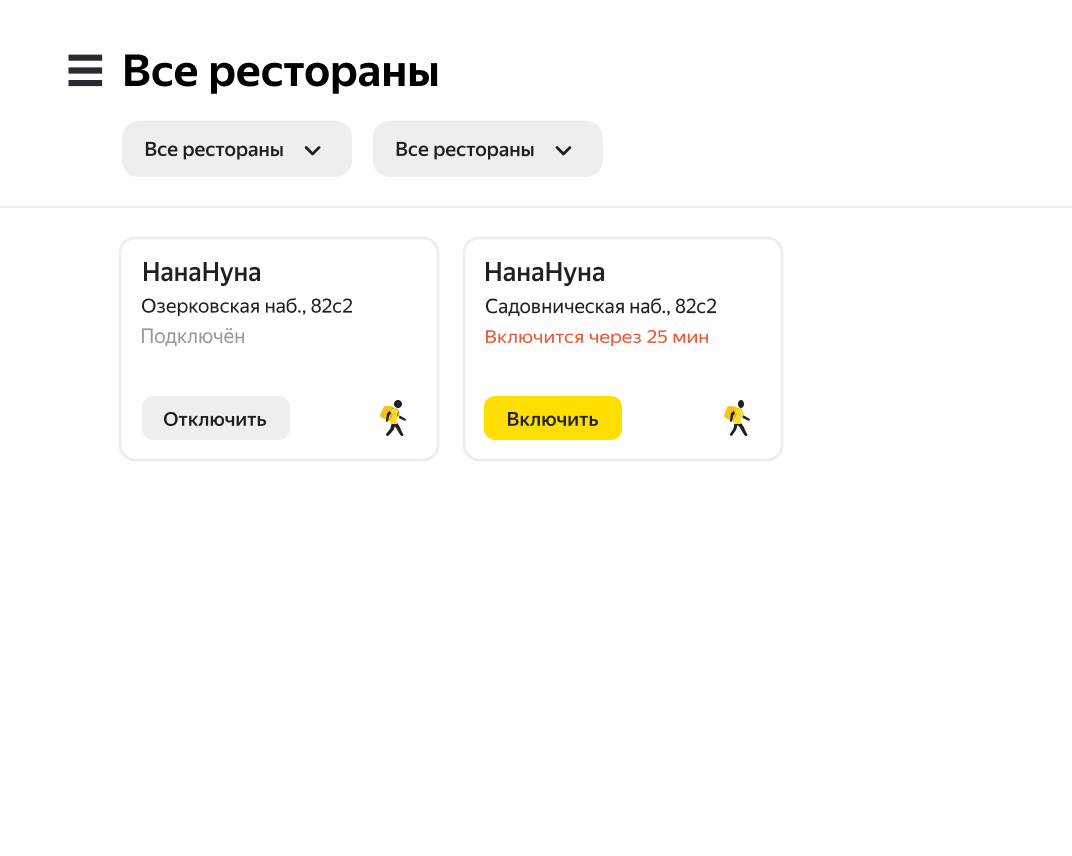 Все рестораны
Все рестораны
Все рестораны
НанаНуна
Озерковская наб., 82с2
Подключён
Отключить
НанаНуна
Садовническая наб., 82с2
Включится через 25 мин
Включить